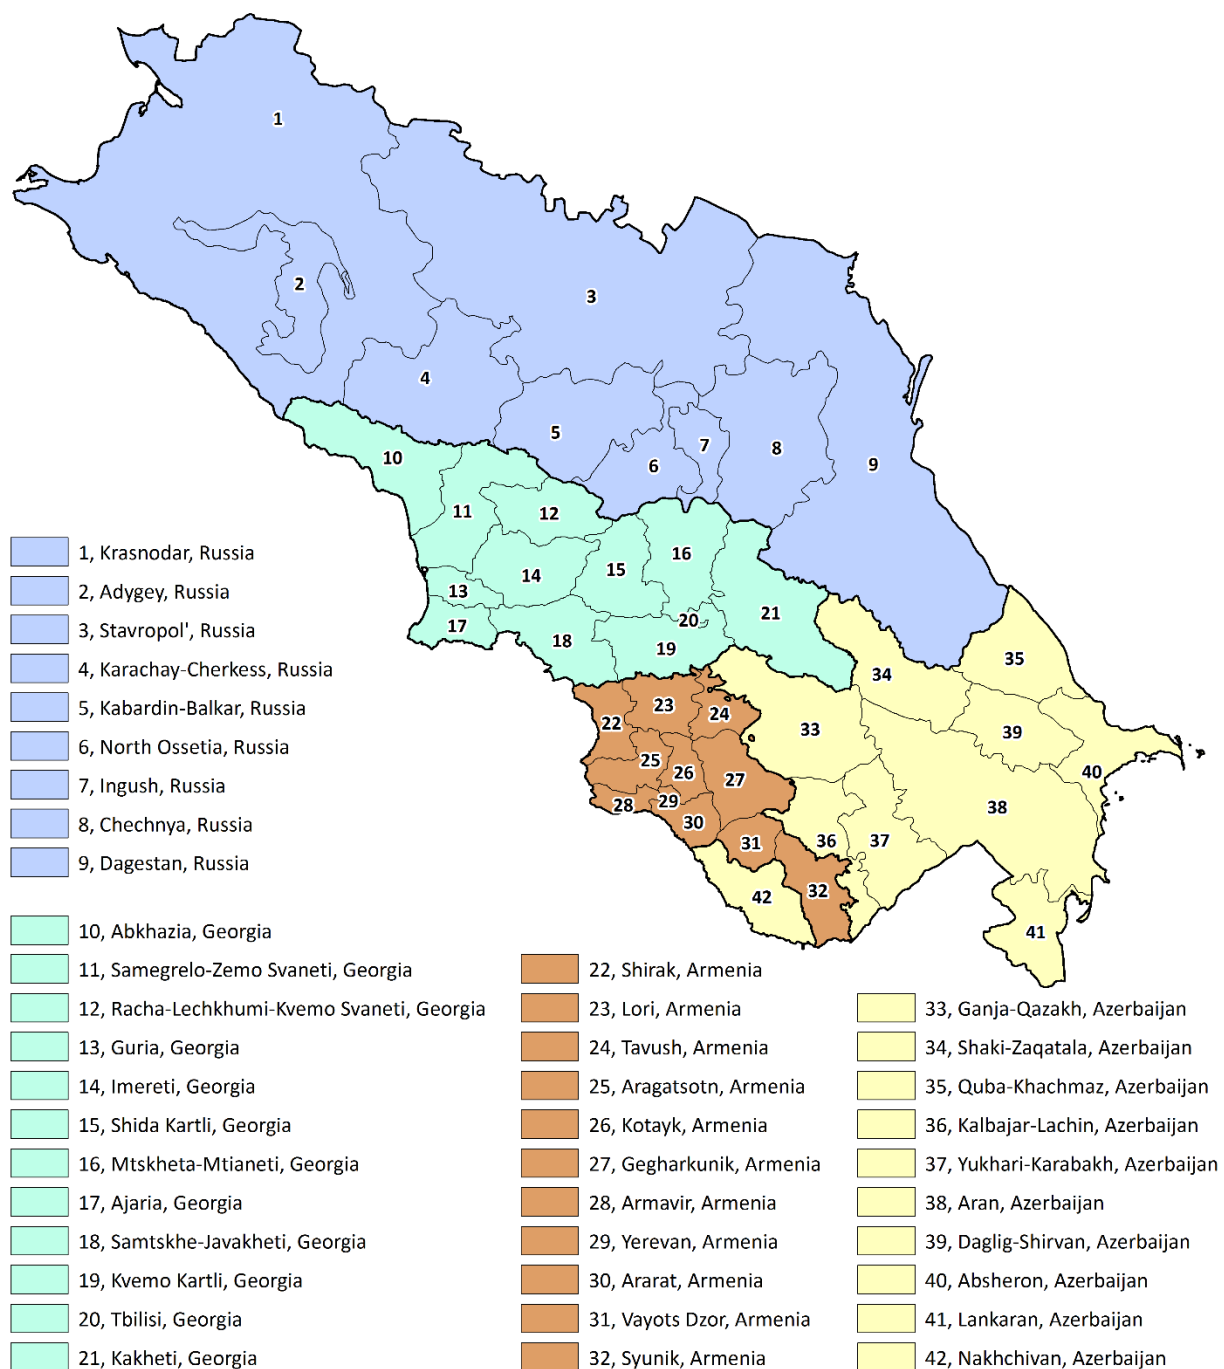 1
2
3
4
5
6
7
8
9
10
11
12
13
14
15
16
17
18
19
20
21
22
23
24
25
26
27
28
29
30
31
32
33
34
35
36
37
38
39
40
41
42
1, Krasnodar, Russia
2, Adygey, Russia
3, Stavropol', Russia
4, Karachay-Cherkess, Russia
5, Kabardin-Balkar, Russia
6, North Ossetia, Russia
7, Ingush, Russia
8, Chechnya, Russia
9, Dagestan, Russia
10, Abkhazia, Georgia
11, Samegrelo-Zemo Svaneti, Georgia
12, Racha-Lechkhumi-Kvemo Svaneti, Georgia
13, Guria, Georgia
14, Imereti, Georgia
15, Shida Kartli, Georgia
16, Mtskheta-Mtianeti, Georgia
17, Ajaria, Georgia
18, Samtskhe-Javakheti, Georgia
19, Kvemo Kartli, Georgia
20, Tbilisi, Georgia
21, Kakheti, Georgia
22, Shirak, Armenia
23, Lori, Armenia
24, Tavush, Armenia
25, Aragatsotn, Armenia
26, Kotayk, Armenia
27, Gegharkunik, Armenia
28, Armavir, Armenia
29, Yerevan, Armenia
30, Ararat, Armenia
31, Vayots Dzor, Armenia
32, Syunik, Armenia
33, Ganja-Qazakh, Azerbaijan
34, Shaki-Zaqatala, Azerbaijan
35, Quba-Khachmaz, Azerbaijan
36, Kalbajar-Lachin, Azerbaijan
37, Yukhari-Karabakh, Azerbaijan
38, Aran, Azerbaijan
39, Daglig-Shirvan, Azerbaijan
40, Absheron, Azerbaijan
41, Lankaran, Azerbaijan
42, Nakhchivan, Azerbaijan